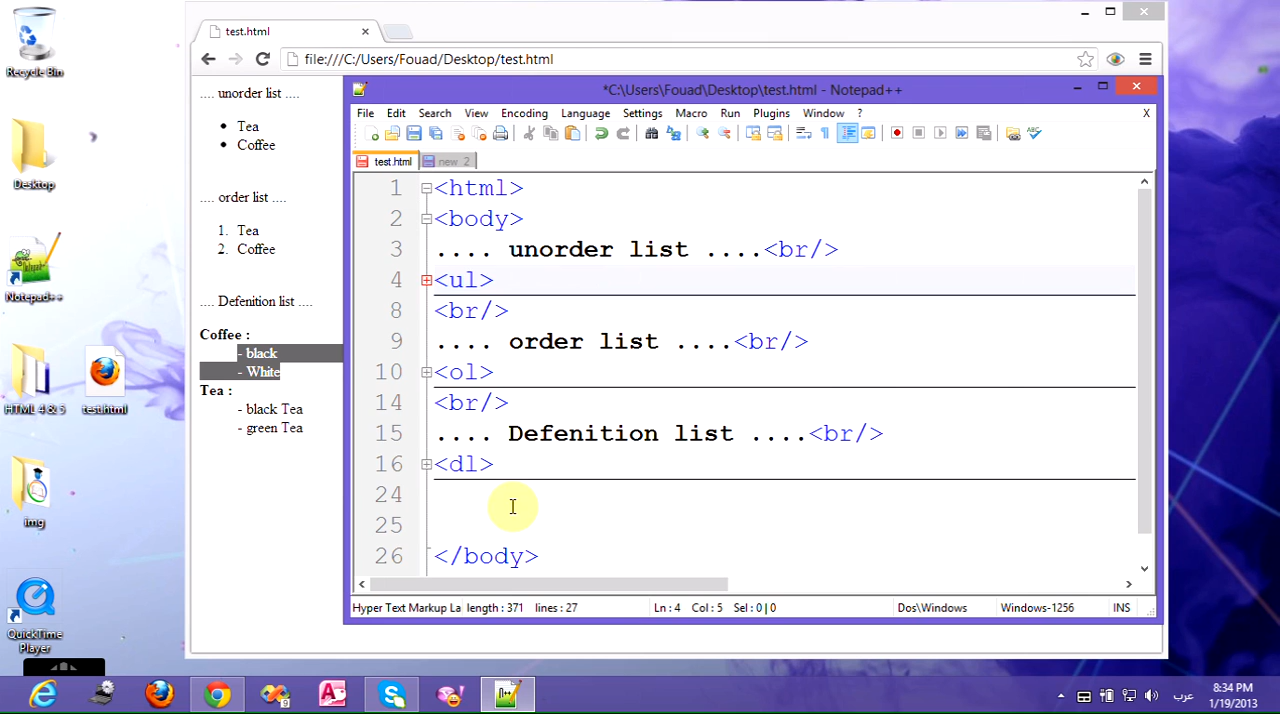 Recycle Bin
Desktop
Notepad++
HTML 4 & 5
test.html
img
QuickTime
Player
test.html
file:///C:/Users/Fouad/Desktop/test.html
.... unorder list ....
Tea
Coffee
.... order list ....
1. Tea
2. Coffee
.... Defenition list ....
Coffee :
- black
- White
Tea :
- black Tea
- green Tea
*C:\Users\Fouad\Desktop\test.html - Notepad++
File Edit Search View Encoding Language Settings Macro Run Plugins Window ? X
test.html new 2
1 <html>
2 <body>
3 .... unorder list ....<br/>
4 <ul>
8 <br/>
9 .... order list ....<br/>
10 <ol>
14 <br/>
15 .... Defenition list ....<br/>
16 <dl>
24
25
26 </body>
Hyper Text Markup La length : 371 lines : 27 Ln : 4 Col : 5 Sel : 0 | 0 Dos\Windows Windows-1256 INS
عرب
8:34 PM
1/19/2013